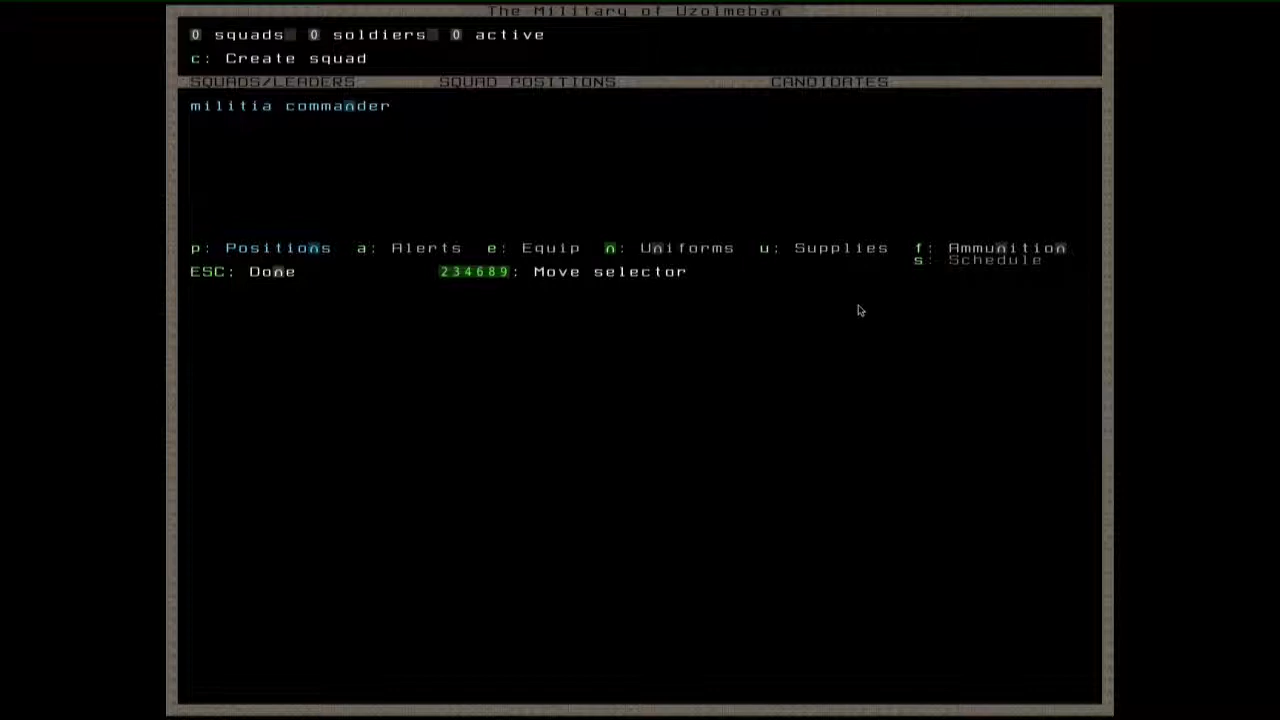 The Military of Uzolmeban
0 squads 0 soldiers 0 active
c: Create squad
SQUADS/LEADERS SQUAD POSITIONS CANDIDATES
militia commander
p: Positions a: Alerts e: Equip n: Uniforms u: Supplies f: Ammunition
s: Schedule
ESC: Done 234689: Move selector